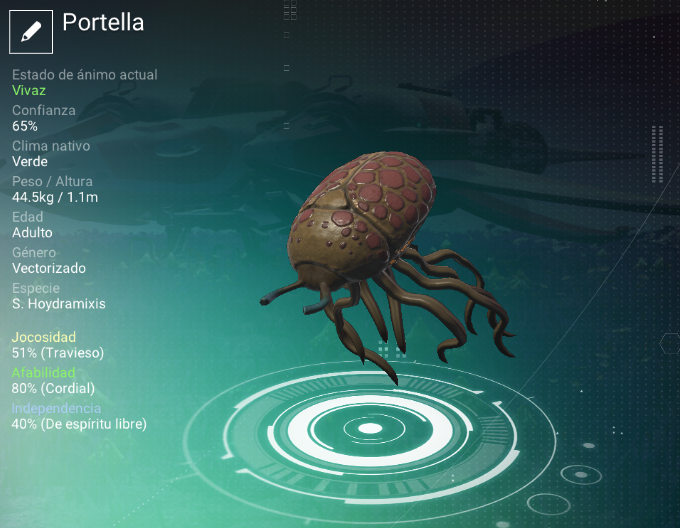 Portella
Estado de ánimo actual
Vivaz
Confianza
65%
Clima nativo
Verde
Peso / Altura
44.5kg / 1.1m
Edad
Adulto
Género
Vectorizado
Especie
S. Hoydramixis
Jocosidad
51% (Travieso)
Afabilidad
80% (Cordial)
Independencia
40% (De espíritu libre)